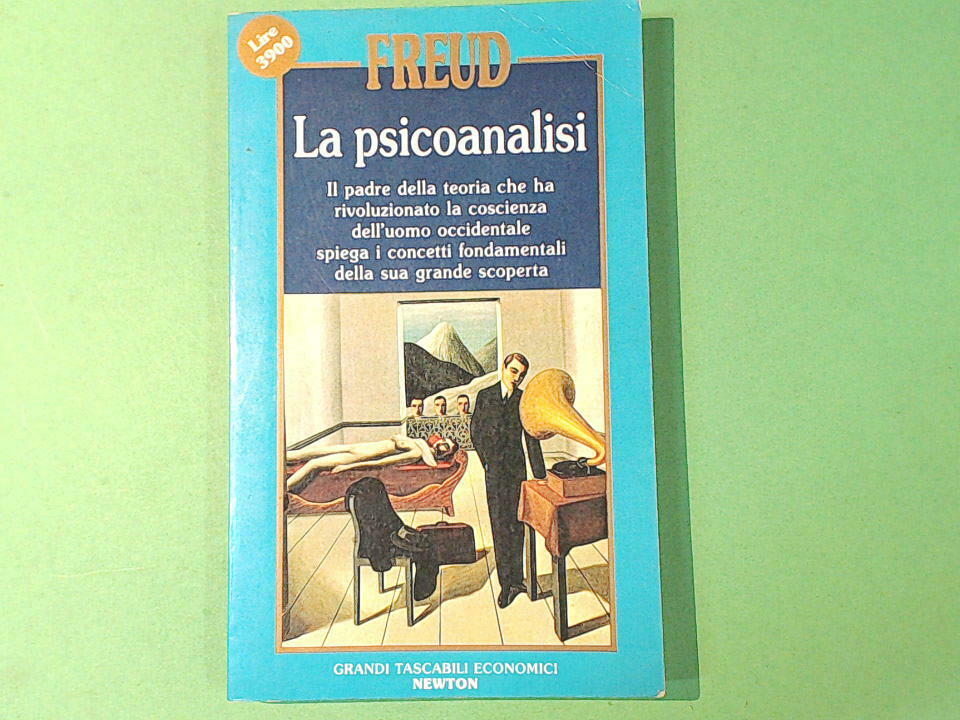 Lire
3900
FREUD
La psicoanalisi
Il padre della teoria che ha
rivoluzionato la coscienza
dell'uomo occidentale
spiega i concetti fondamentali
della sua grande scoperta
GRANDI TASCABILI ECONOMICI
NEWTON